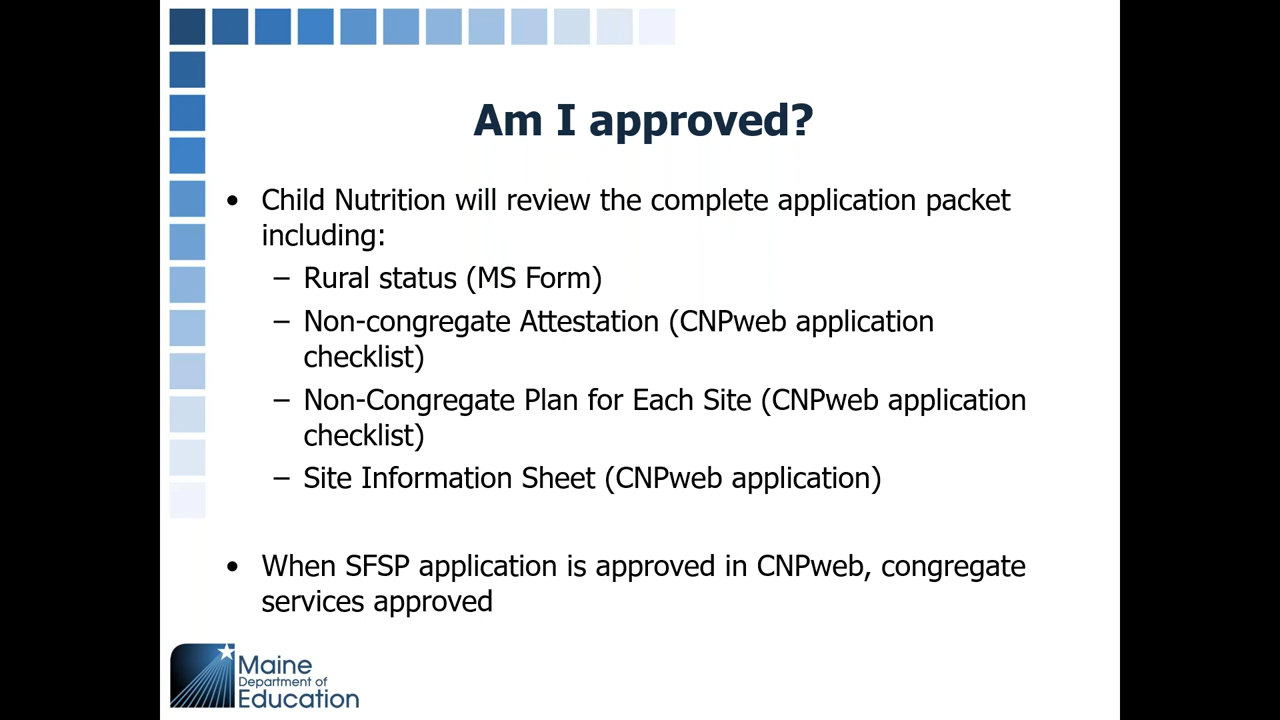 Am I approved?
• Child Nutrition will review the complete application packet
including:
– Rural status (MS Form)
– Non-congregate Attestation (CNPweb application
checklist)
– Non-Congregate Plan for Each Site (CNPweb application
checklist)
– Site Information Sheet (CNPweb application)
• When SFSP application is approved in CNPweb, congregate
services approved
Maine
Department of
Education